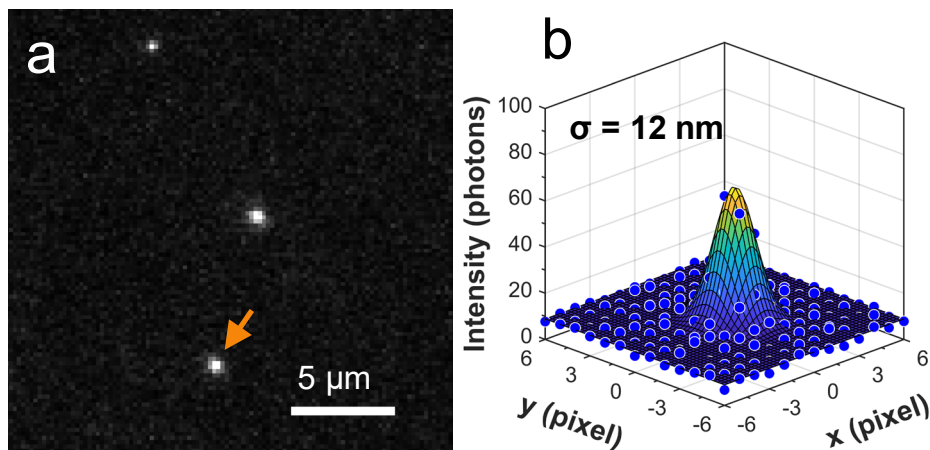 a
5 µm
b
σ = 12 nm
Intensity (photons)
100
80
60
40
20
0
6
3
0
-3
-6
y (pixel)
-6
-3
0
3
6
x (pixel)